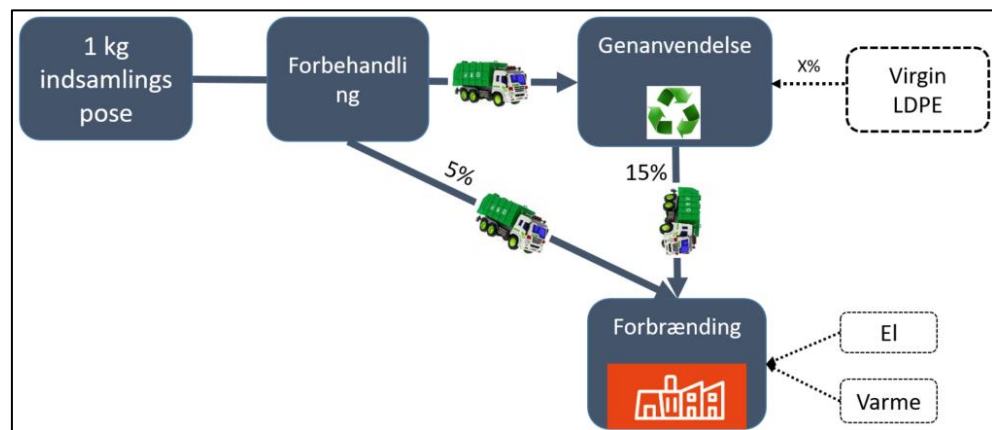 1 kg
indsamlings
pose
Forbehandli
ng
Genanvendelse
X%
Virgin
LDPE
5%
15%
Forbrænding
El
Varme